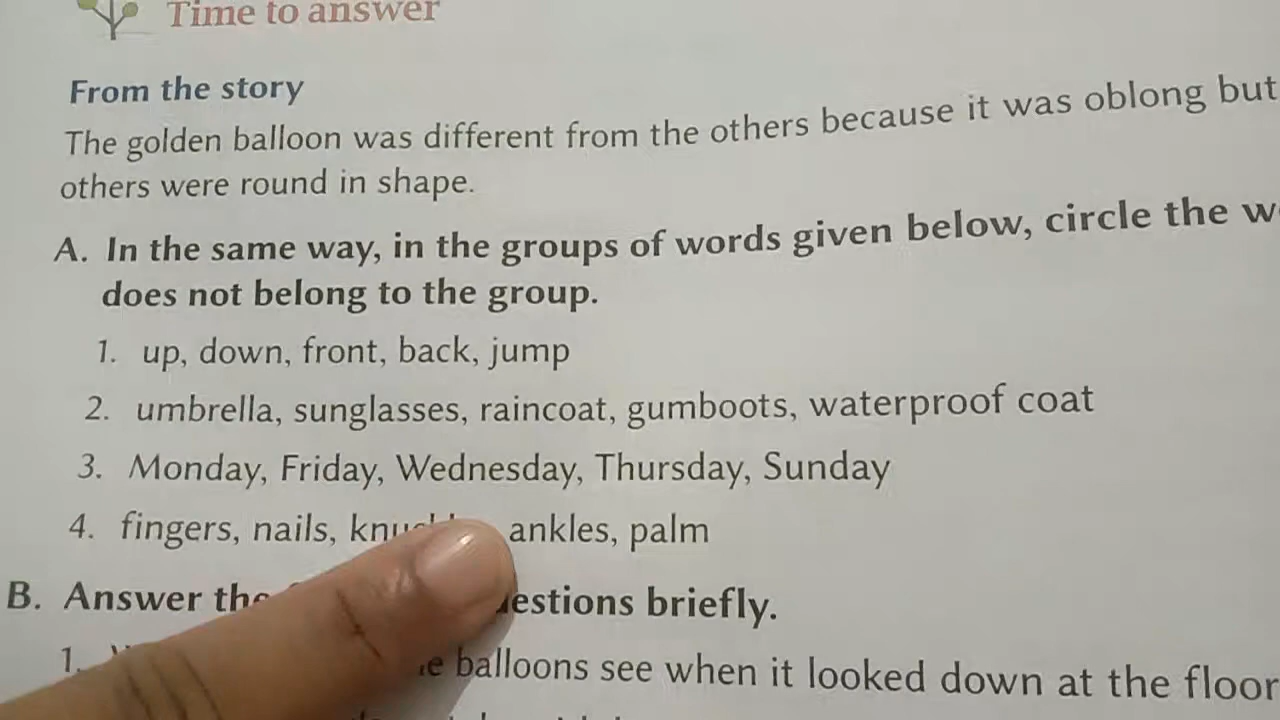 Time to answer
From the story
The golden balloon was different from the others because it was oblong but
others were round in shape.
A. In the same way, in the groups of words given below, circle the
does not belong to the group.
1. up, down, front, back, jump
2. umbrella, sunglasses, raincoat, gumboots, waterproof coat
3. Monday, Friday, Wednesday, Thursday, Sunday
4. fingers, nails, ankles, palm
B. Answer the briefly.
1. balloons see when it looked down at the floor